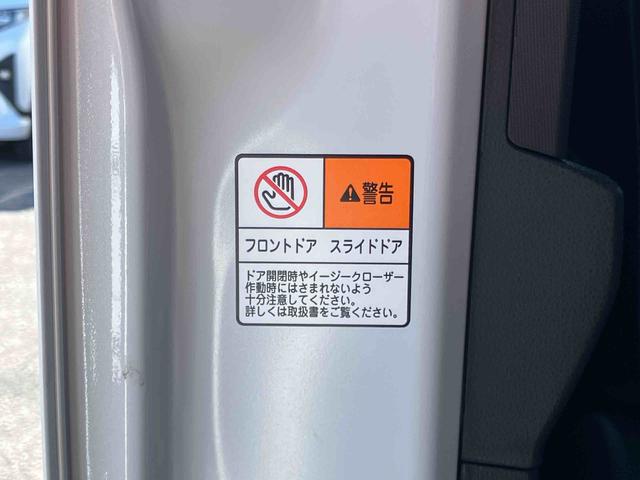 警告
フロントドア スライドドア
ドア開閉時やイージークローザー
作動時にはさまれないよう
十分注意してください。
詳しくは取扱書をご覧ください。